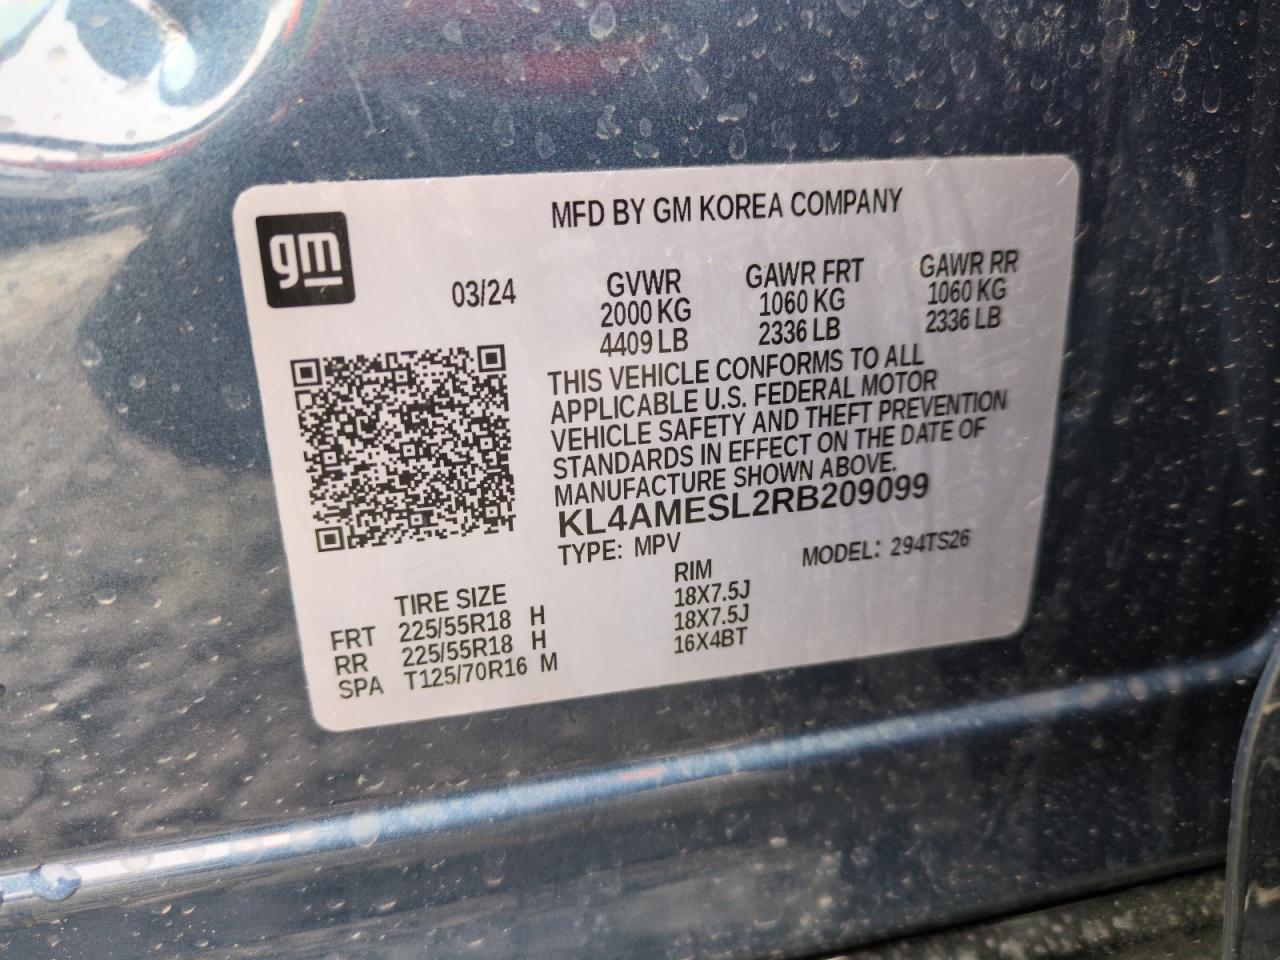 gm
MFD BY GM KOREA COMPANY
03/24
GVWR GAWR FRT GAWR RR
2000 KG 1060 KG 1060 KG
4409 LB 2336 LB 2336 LB
THIS VEHICLE CONFORMS TO ALL
APPLICABLE U.S. FEDERAL MOTOR
VEHICLE SAFETY AND THEFT PREVENTION
STANDARDS IN EFFECT ON THE DATE OF
MANUFACTURE SHOWN ABOVE.
KL4AMESL2RB209099
TYPE: MPV MODEL: 294TS26
TIRE SIZE RIM
FRT 225/55R18 H 18X7.5J
RR 225/55R18 H 18X7.5J
SPA T125/70R16 M 16X4BT